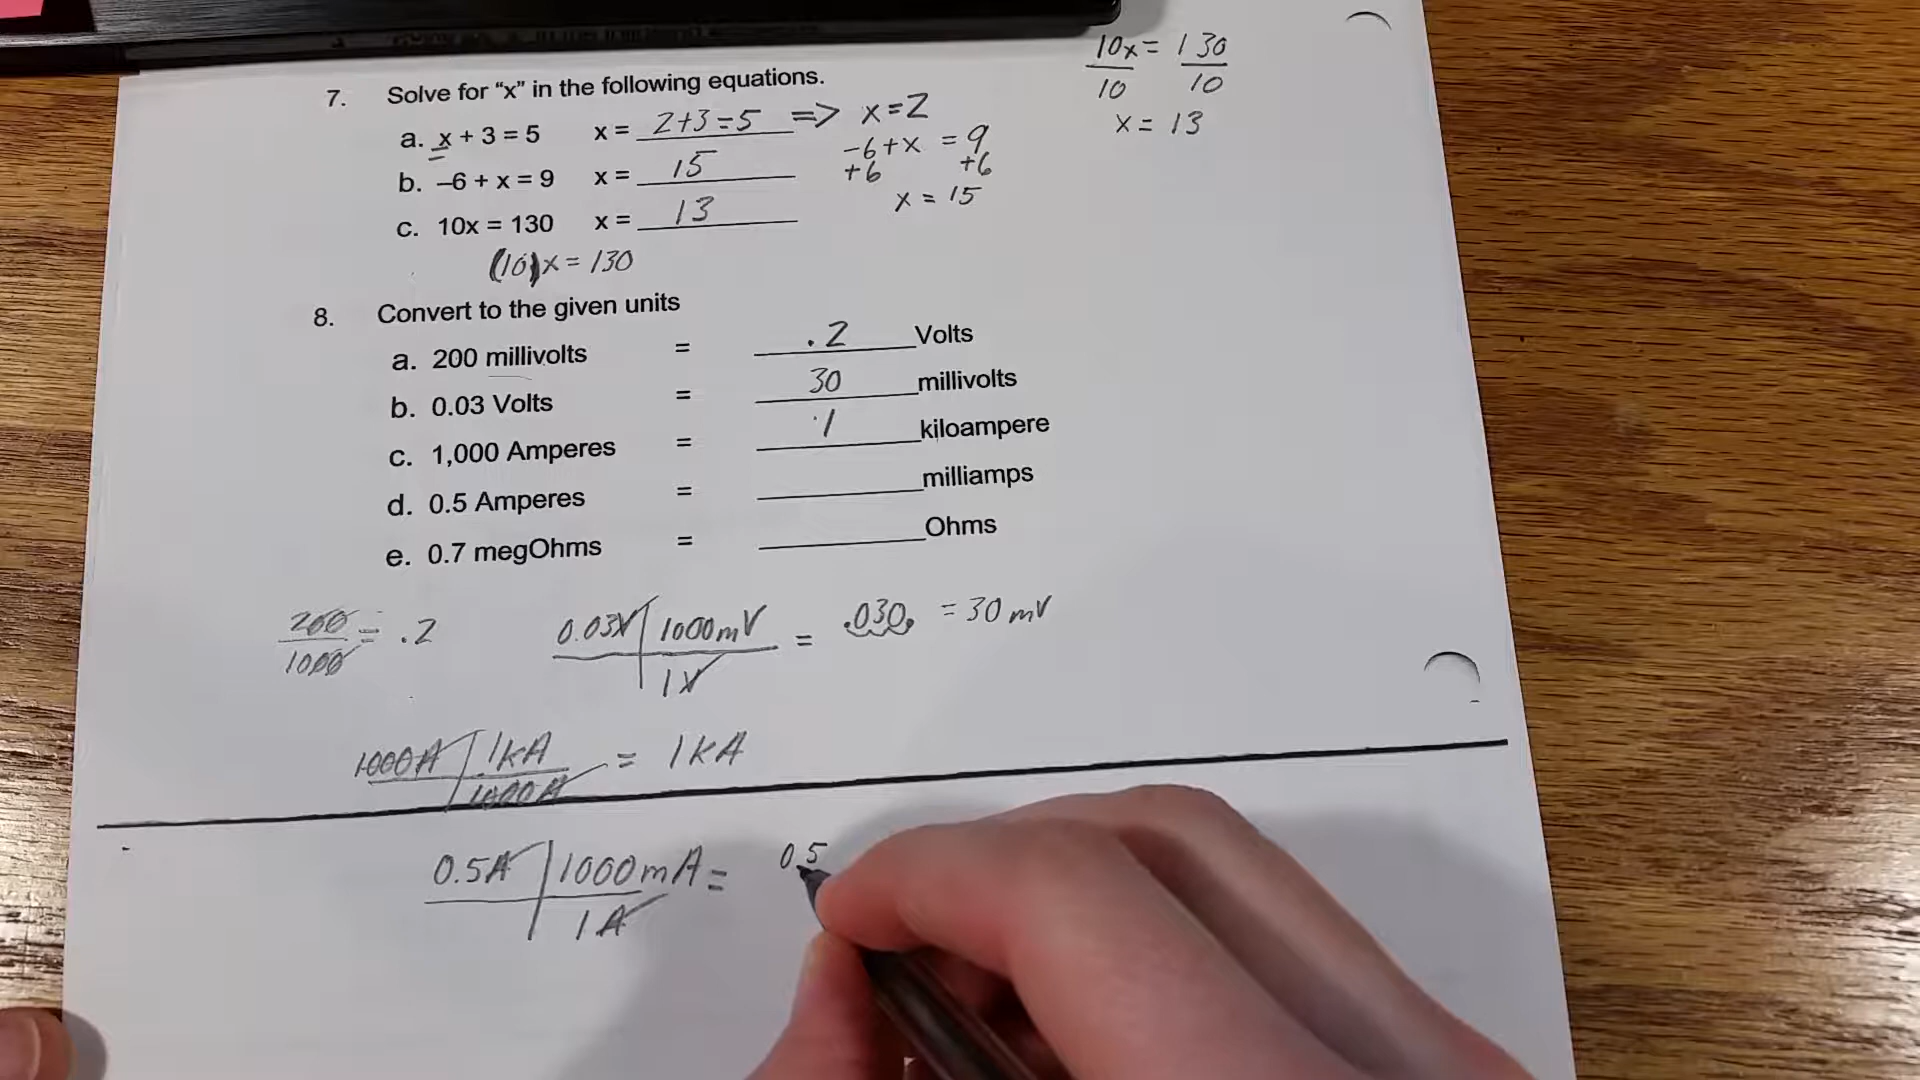 10x = 130
10 10
x = 13
7. Solve for “x” in the following equations.
a. x + 3 = 5 x = 2+3=5 => x=2
b. –6 + x = 9 x = 15
-6+x = 9
+6 +6
x = 15
c. 10x = 130 x = 13
(10)x = 130
8. Convert to the given units
a. 200 millivolts = .2 Volts
b. 0.03 Volts = 30 millivolts
c. 1,000 Amperes = 1 kiloampere
d. 0.5 Amperes = milliamps
e. 0.7 megOhms = Ohms
200
1000 = .2
0.03V 1000mV = .030. = 30 mV
1V
1000A 1kA = 1kA
1000A
0.5A 1000mA = 0.5
1A